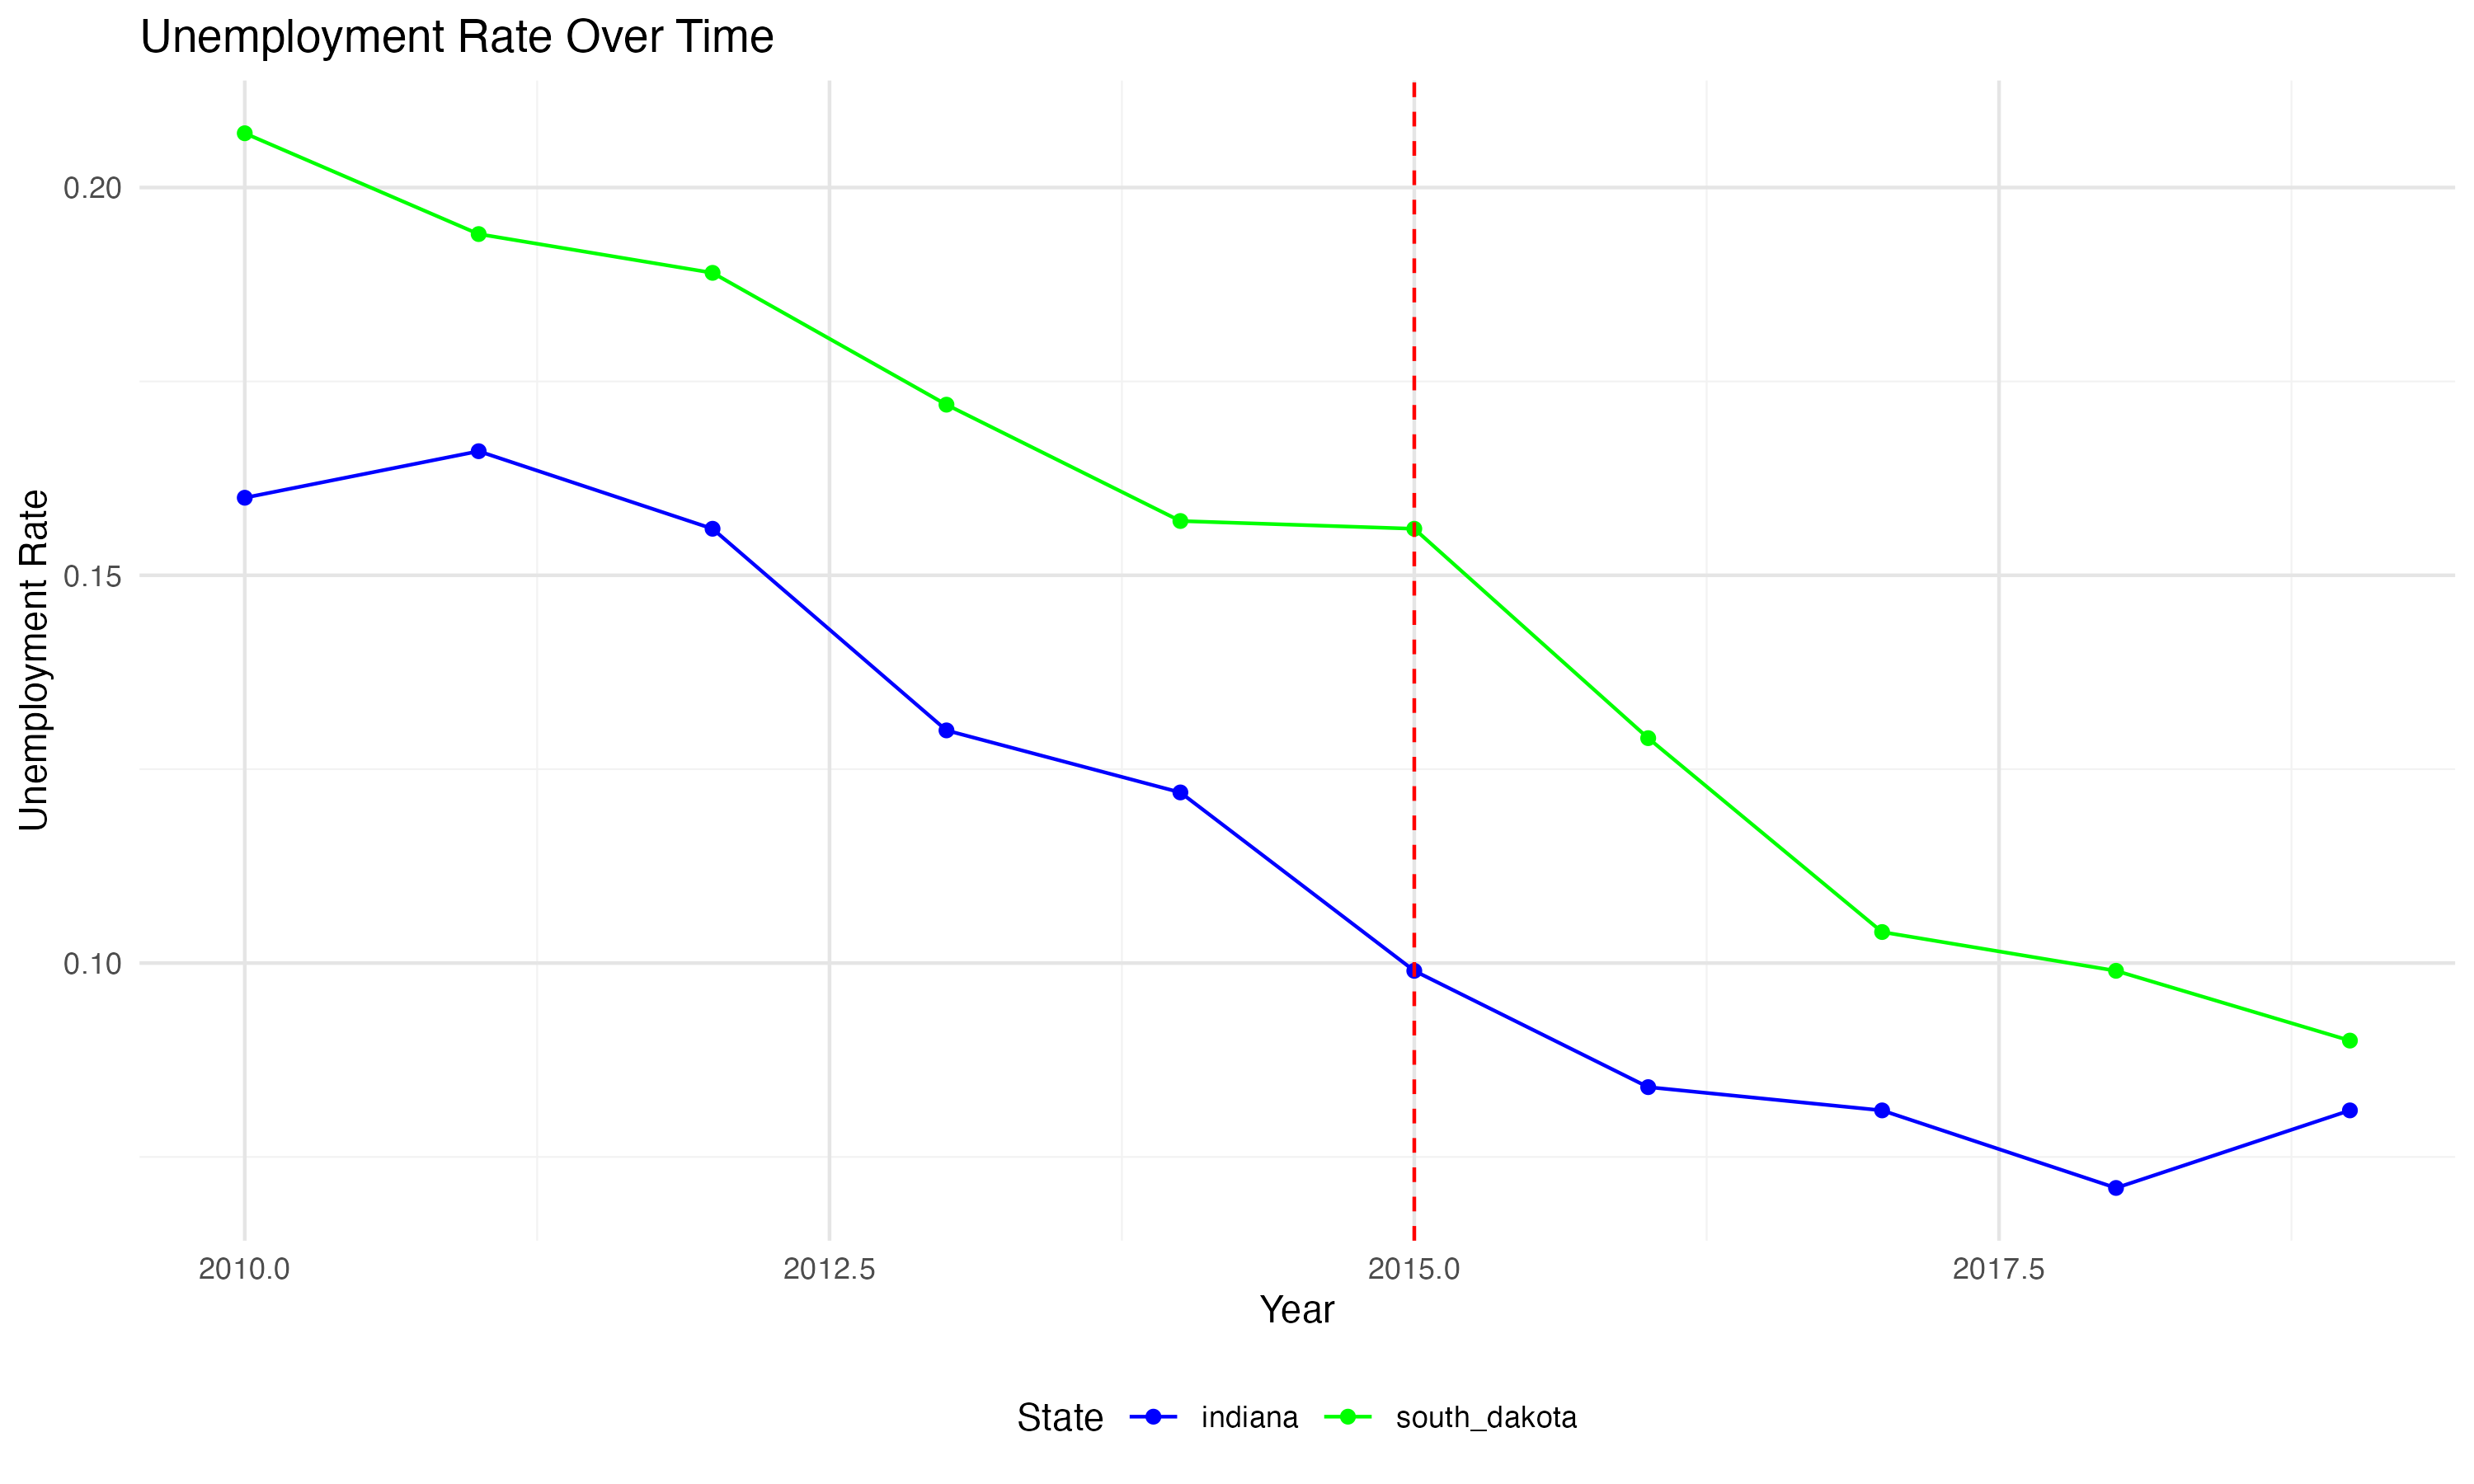 Unemployment Rate Over Time
0.20
0.15
0.10
Unemployment Rate
2010.0 2012.5 2015.0 2017.5
Year
State indiana south_dakota